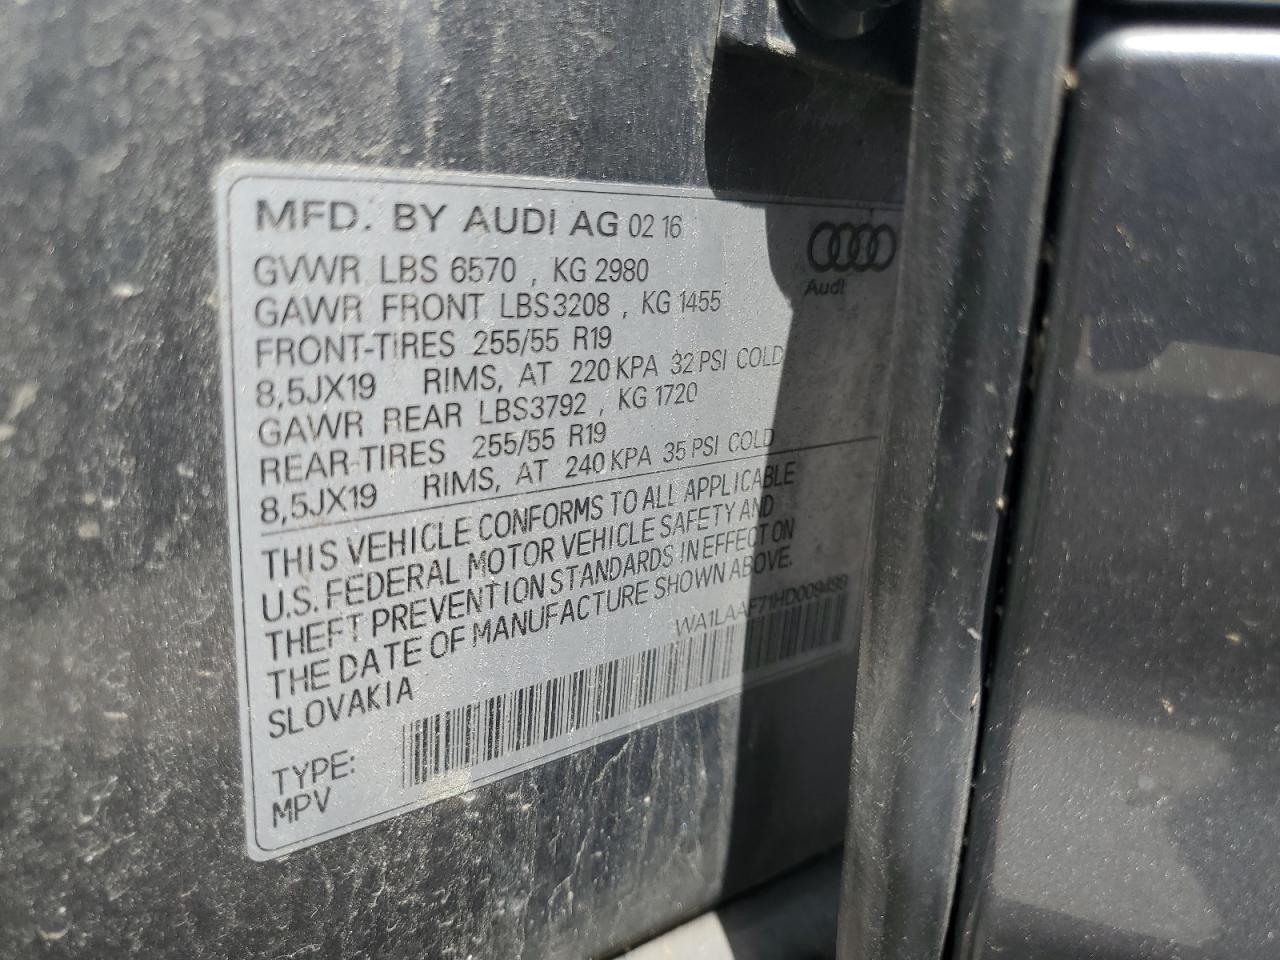 MFD. BY AUDI AG 02 16
GVWR LBS 6570 , KG 2980
GAWR FRONT LBS3208 , KG 1455
FRONT-TIRES 255/55 R19
8,5JX19 RIMS, AT 220 KPA 32 PSI COLD
GAWR REAR LBS3792 , KG 1720
REAR-TIRES 255/55 R19
8,5JX19 RIMS, AT 240 KPA 35 PSI COLD
Audi
THIS VEHICLE CONFORMS TO ALL APPLICABLE
U.S. FEDERAL MOTOR VEHICLE SAFETY AND
THEFT PREVENTION STANDARDS IN EFFECT ON
THE DATE OF MANUFACTURE SHOWN ABOVE.
SLOVAKIA
WA1LAAF71HD009499
TYPE:
MPV